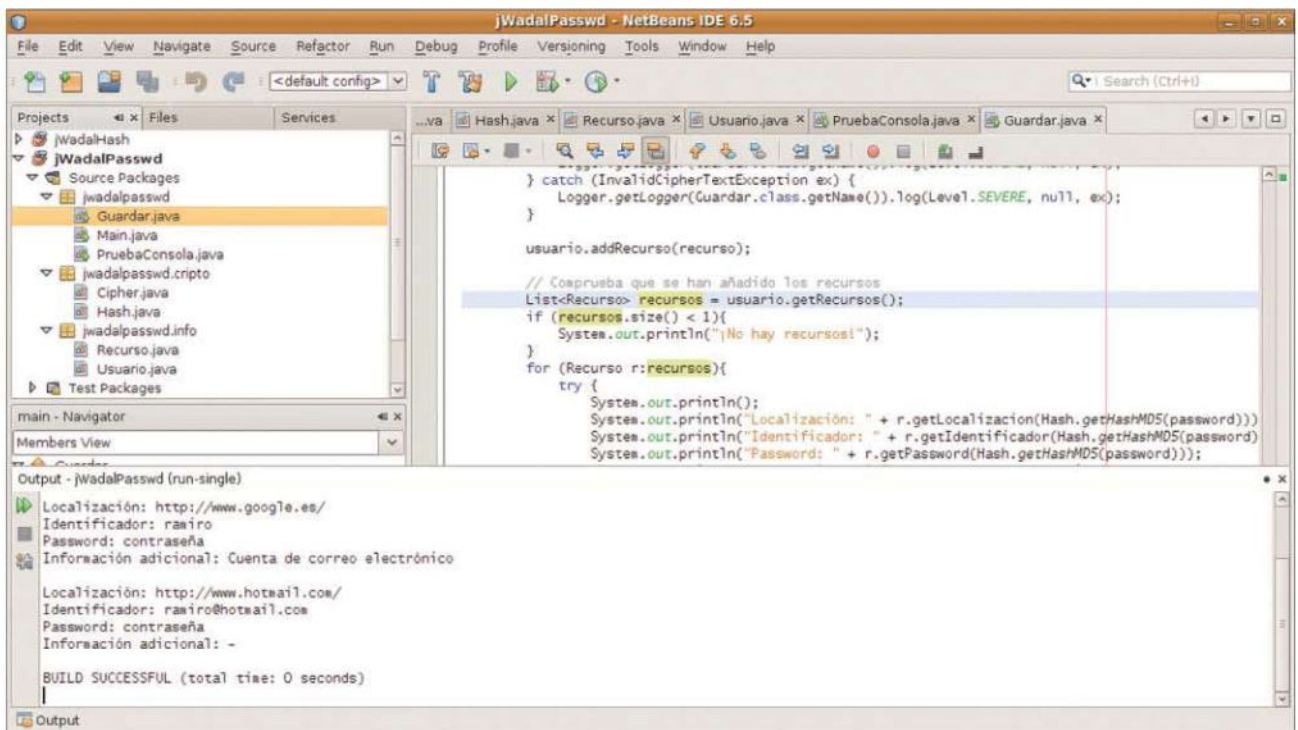 jWadalPasswd - NetBeans IDE 6.5
File Edit View Navigate Source Refactor Run Debug Profile Versioning Tools Window Help
<default config>
Search (Ctrl+I)
Projects Files Services
...va Hash.java Recurso.java Usuario.java PruebaConsola.java Guardar.java
jWadalHash
jWadalPasswd
Source Packages
jwadalpasswd
Guardar.java
Main.java
PruebaConsola.java
jwadalpasswd.cripto
Cipher.java
Hash.java
jwadalpasswd.info
Recurso.java
Usuario.java
Test Packages
main - Navigator
Members View
} catch (InvalidCipherTextException ex) {
Logger.getLogger(Guardar.class.getName()).log(Level.SEVERE, null, ex);
}
usuario.addRecurso(recurso);
// Comprueba que se han añadido los recursos
List<Recurso> recursos = usuario.getRecursos();
if (recursos.size() < 1){
System.out.println("¡No hay recursos!");
}
for (Recurso r:recursos){
try {
System.out.println();
System.out.println("Localización: " + r.getLocalizacion(Hash.getHashMD5(password)))
System.out.println("Identificador: " + r.getIdentificador(Hash.getHashMD5(password)
System.out.println("Password: " + r.getPassword(Hash.getHashMD5(password)));
Output - jWadalPasswd (run-single)
Localización: http://www.google.es/
Identificador: ramiro
Password: contraseña
Información adicional: Cuenta de correo electrónico
Localización: http://www.hotmail.com/
Identificador: ramiro@hotmail.com
Password: contraseña
Información adicional: -
BUILD SUCCESSFUL (total time: 0 seconds)
Output